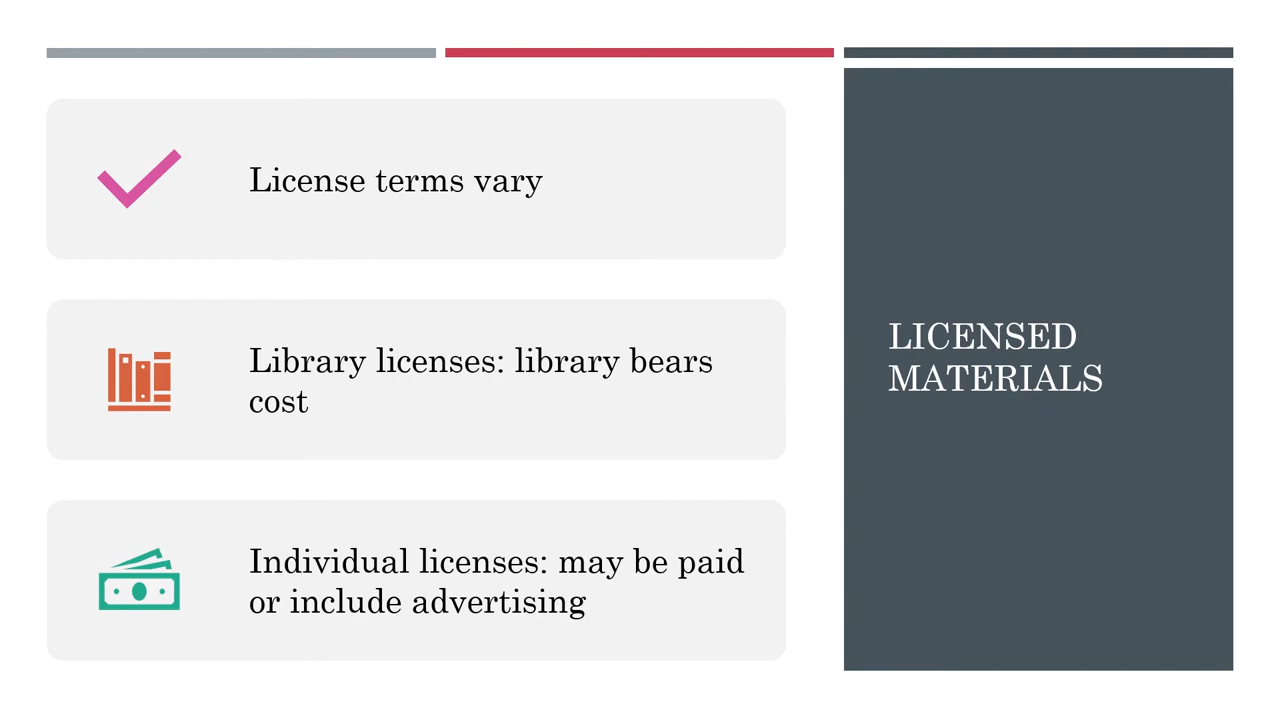 License terms vary
Library licenses: library bears
cost
Individual licenses: may be paid
or include advertising
LICENSED
MATERIALS